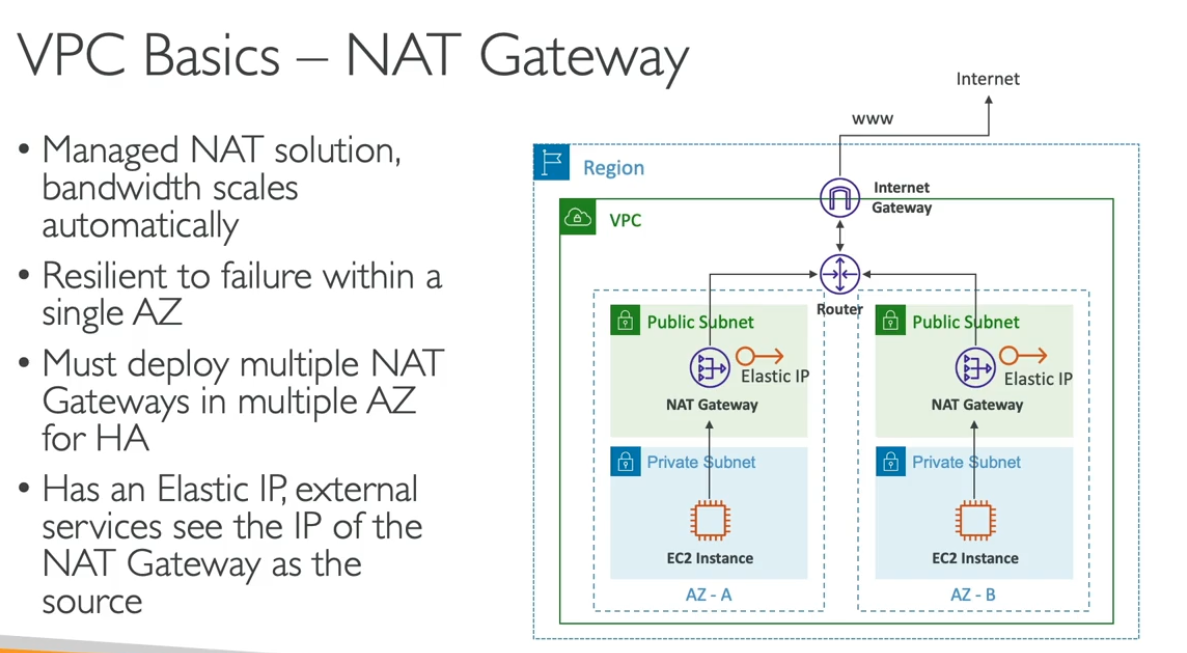 VPC Basics – NAT Gateway
• Managed NAT solution,
bandwidth scales
automatically
• Resilient to failure within a
single AZ
• Must deploy multiple NAT
Gateways in multiple AZ
for HA
• Has an Elastic IP, external
services see the IP of the
NAT Gateway as the
source
Internet
www
Region
Internet
Gateway
VPC
Router
Public Subnet
Elastic IP
NAT Gateway
Private Subnet
EC2 Instance
AZ - A
Public Subnet
Elastic IP
NAT Gateway
Private Subnet
EC2 Instance
AZ - B